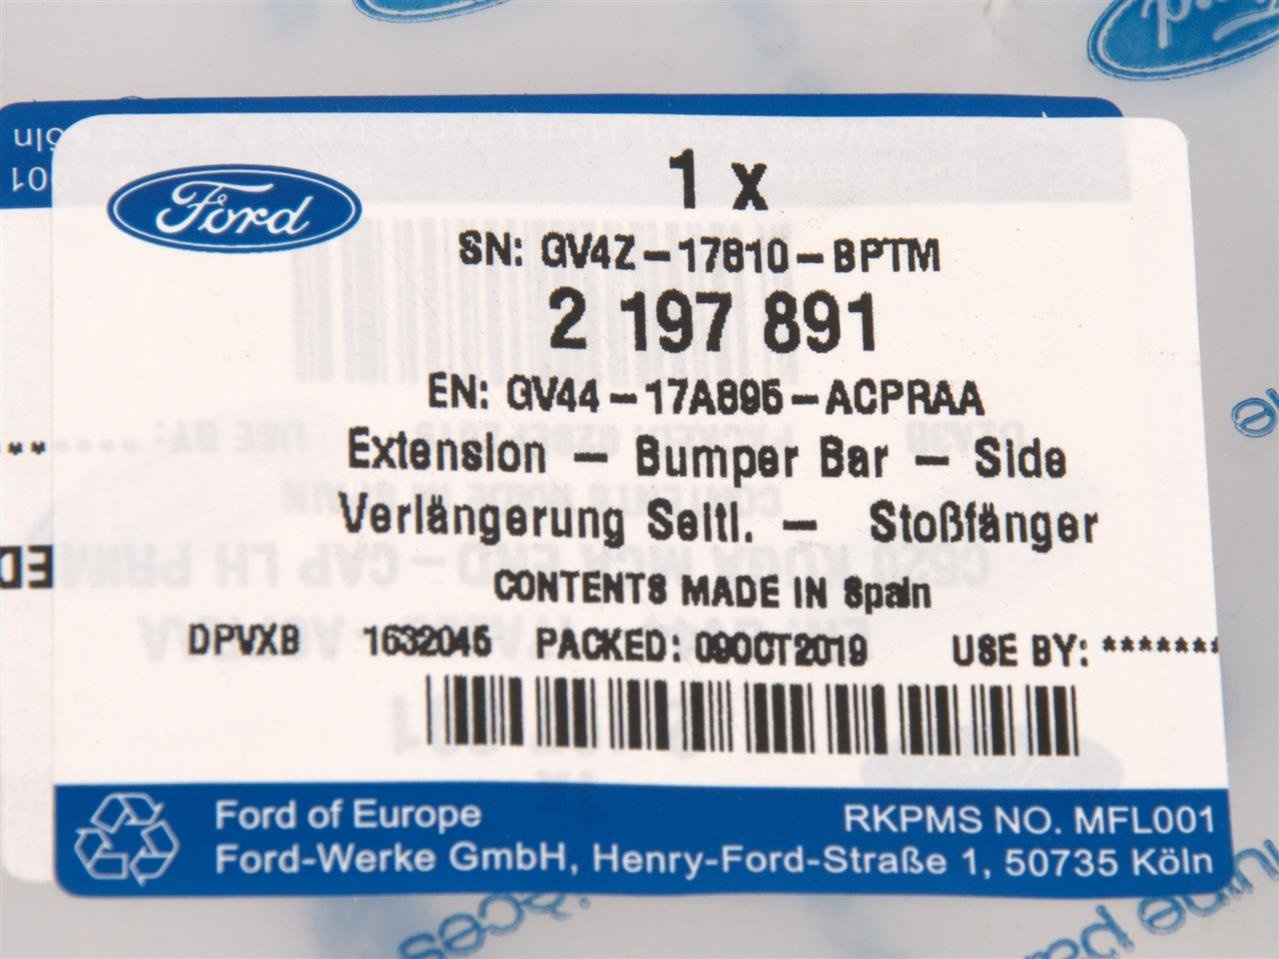 Ford
1 x
SN: GV4Z-17810-BPTM
2 197 891
EN: GV44-17A895-ACPRAA
Extension - Bumper Bar - Side
Verlängerung Seitl. - Stoßfänger
CONTENTS MADE IN Spain
DPVXB 1632045 PACKED: 09OCT2019 USE BY: *******
Ford of Europe
RKPMS NO. MFL001
Ford-Werke GmbH, Henry-Ford-Straße 1, 50735 Köln